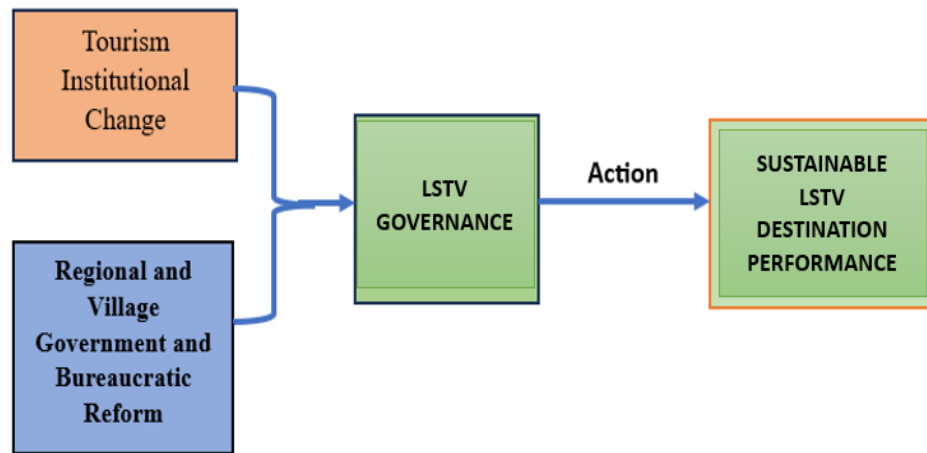 Tourism
Institutional
Change
Regional and
Village
Government and
Bureaucratic
Reform
LSTV
GOVERNANCE
Action
SUSTAINABLE
LSTV
DESTINATION
PERFORMANCE